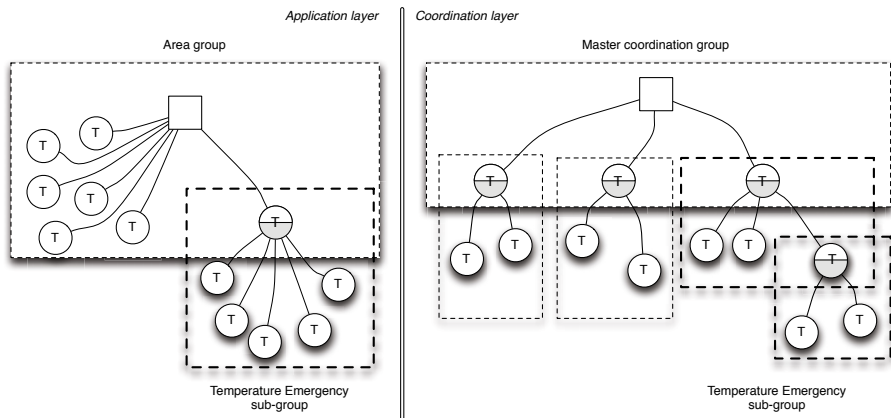 Application layer
Area group
T
T
T
T
T
T
T
T
T
T
T
T
Temperature Emergency
sub-group
Coordination layer
Master coordination group
T
T
T
T
T
T
T
T
T
T
T
T
Temperature Emergency
sub-group